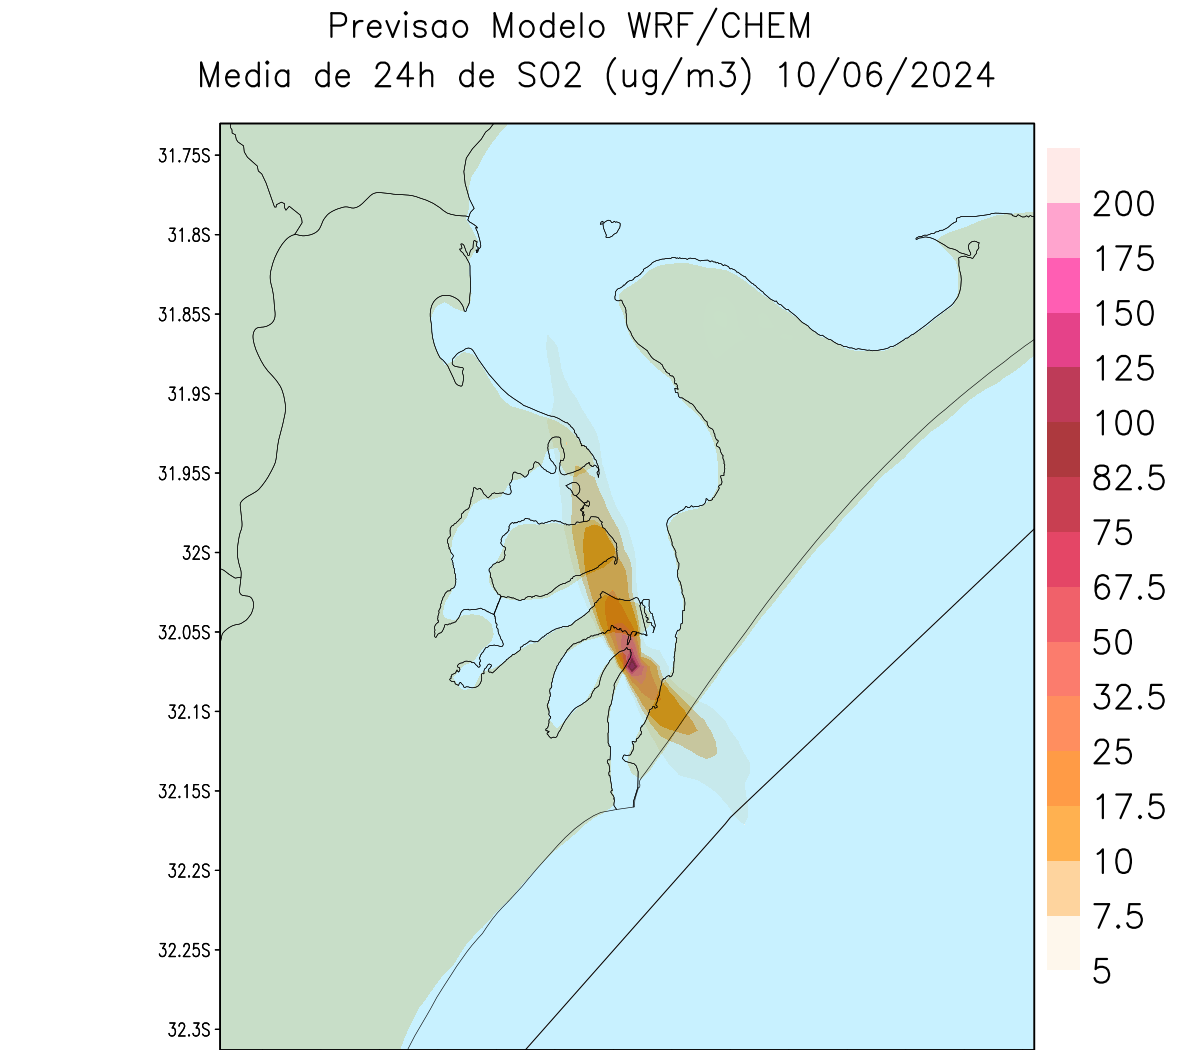 Previsao Modelo WRF/CHEM
Media de 24h de SO2 (ug/m3) 10/06/2024
31.75S
31.8S
31.85S
31.9S
31.95S
32S
32.05S
32.1S
32.15S
32.2S
32.25S
32.3S
200
175
150
125
100
82.5
75
67.5
50
32.5
25
17.5
10
7.5
5